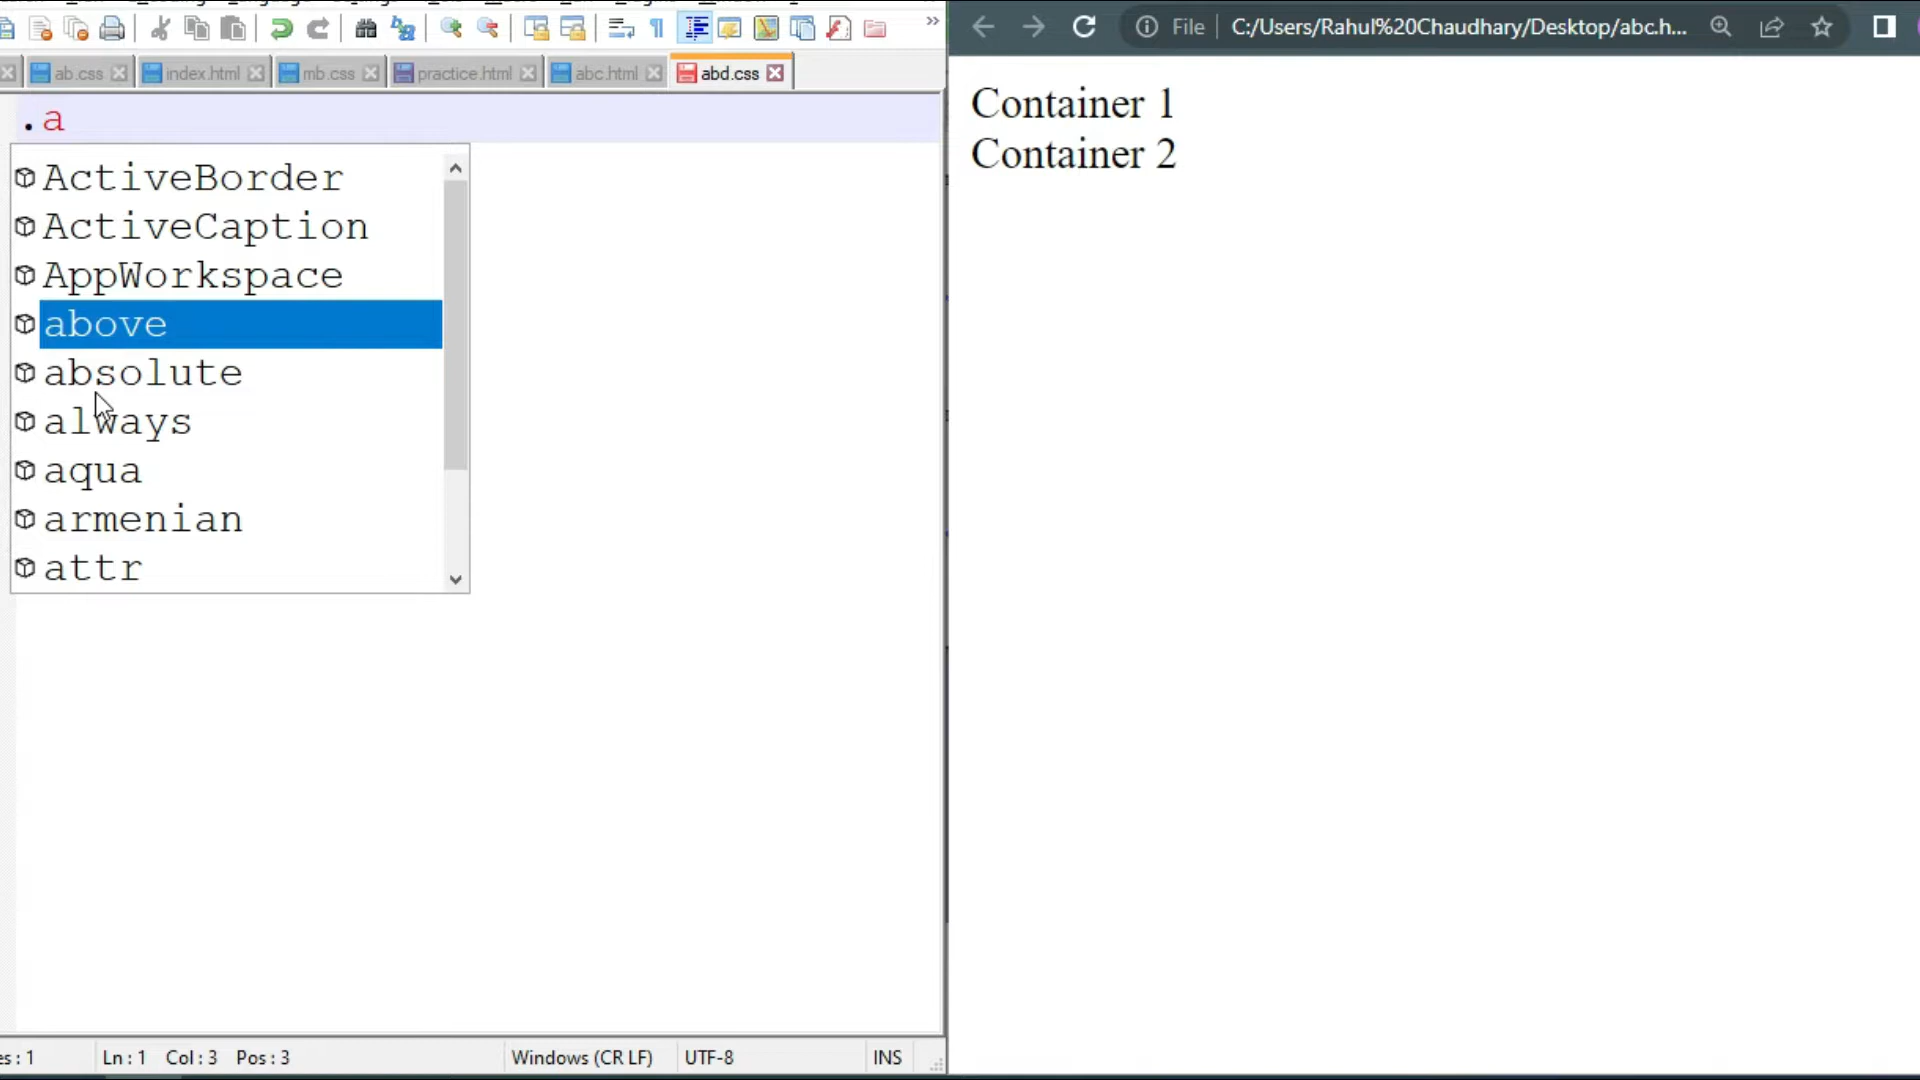 ab.css index.html mb.css practice.html abc.html abd.css
File C:/Users/Rahul%20Chaudhary/Desktop/abc.h...
.a
ActiveBorder
ActiveCaption
AppWorkspace
above
absolute
always
aqua
armenian
attr
Container 1
Container 2
es : 1 Ln : 1 Col : 3 Pos : 3 Windows (CR LF) UTF-8 INS